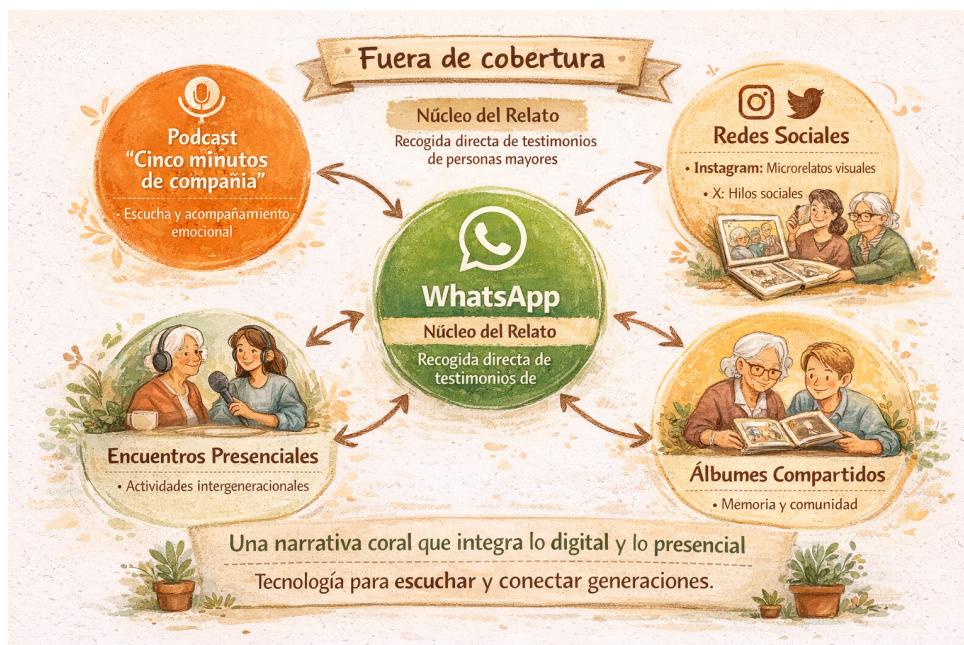 Fuera de cobertura
Núcleo del Relato
Recogida directa de testimonios
de personas mayores
Podcast
"Cinco minutos
de compañia"
· Escucha y acompañamiento
emocional
Redes Sociales
• Instagram: Microrelatos visuales
• X: Hilos sociales
WhatsApp
Núcleo del Relato
Recogida directa de
testimonios de
Encuentros Presenciales
• Actividades intergeneracionales
Álbumes Compartidos
• Memoria y comunidad
Una narrativa coral que integra lo digital y lo presencial
Tecnología para escuchar y conectar generaciones.